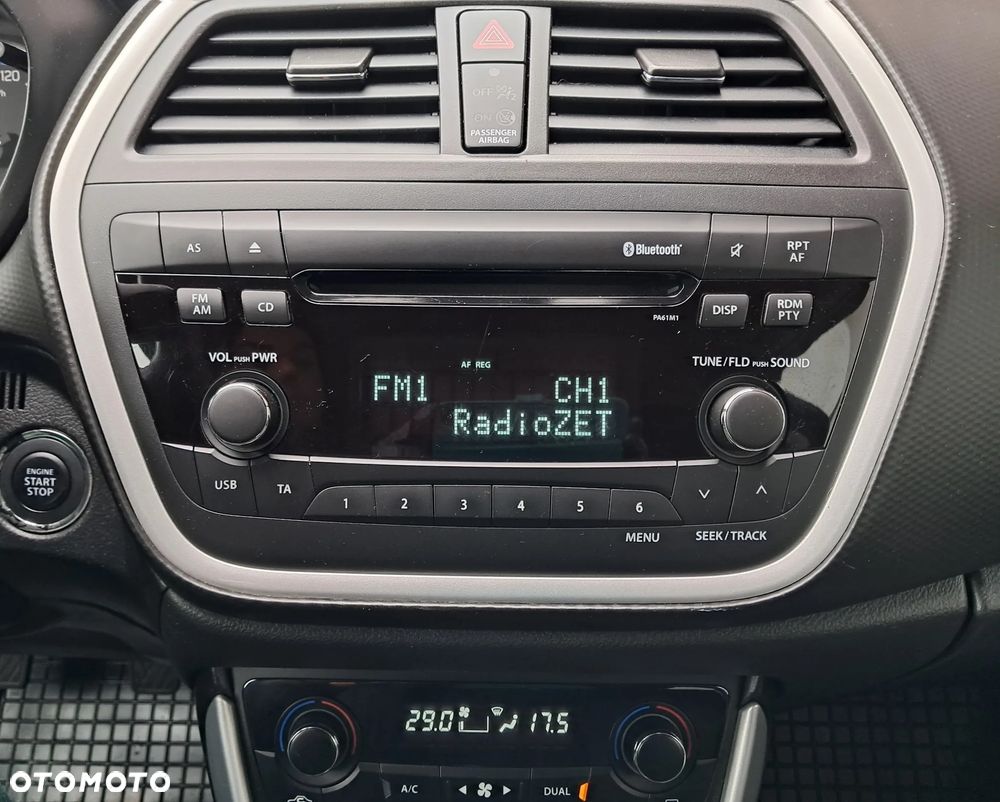 120
OFF 2
ON
PASSENGER
AIRBAG
AS
Bluetooth
RPT
AF
FM
AM
CD
PA61M1
DISP
RDM
PTY
VOL PUSH PWR
TUNE/FLD PUSH SOUND
AF REG
FM1 CH1
RadioZET
ENGINE
START
STOP
USB
TA
1 2 3 4 5 6
MENU
SEEK/TRACK
29.0 17.5
A/C
DUAL
OTOMOTO